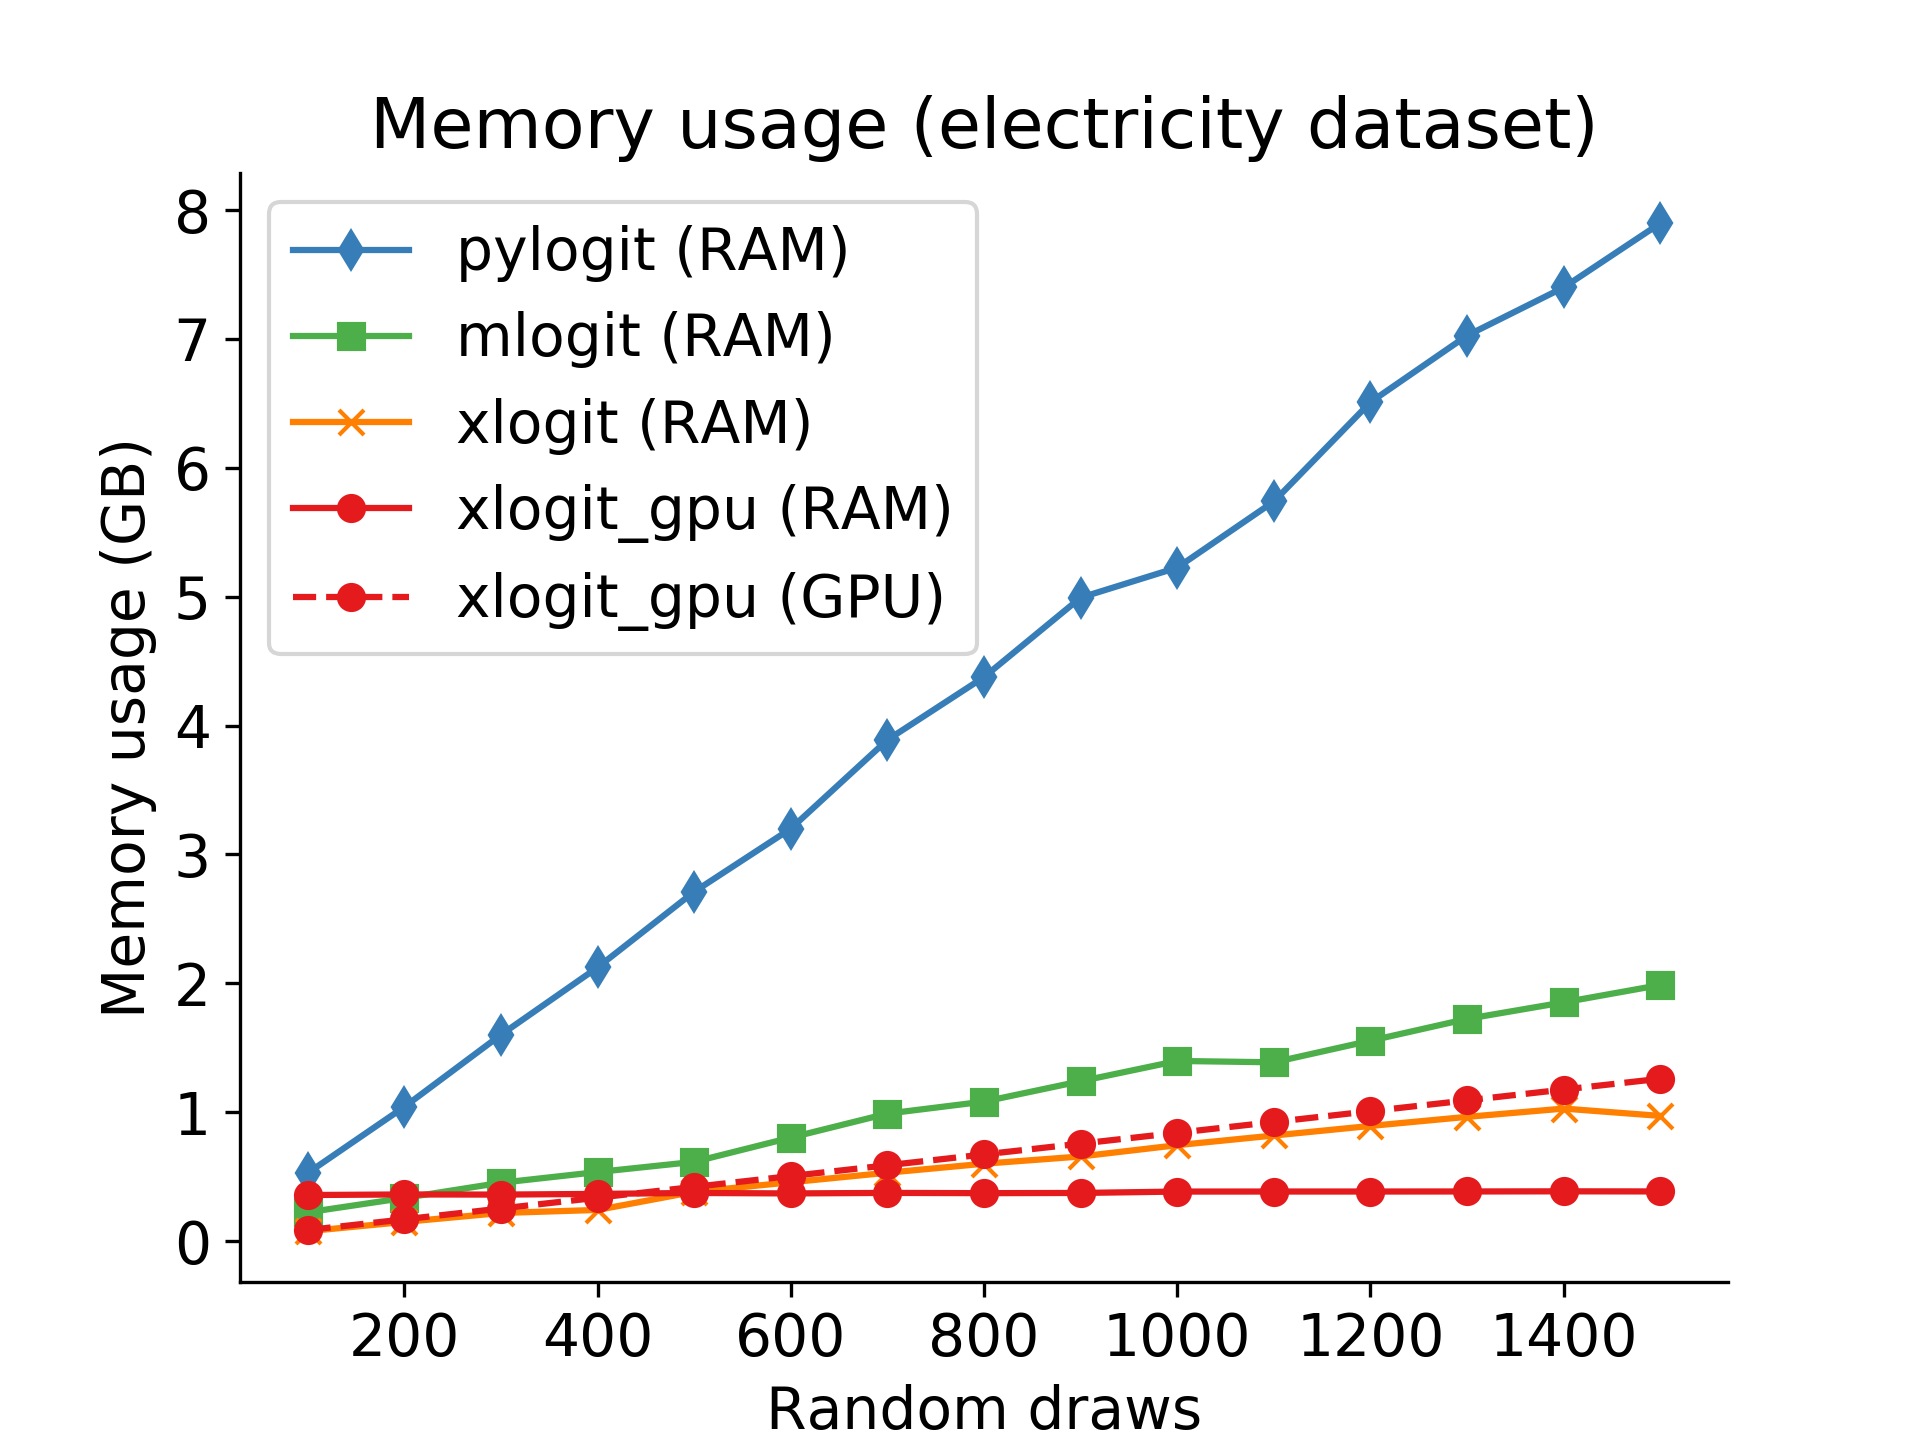 Memory usage (electricity dataset)
8
7
6
5
4
3
2
1
0
Memory usage (GB)
pylogit (RAM)
mlogit (RAM)
xlogit (RAM)
xlogit_gpu (RAM)
xlogit_gpu (GPU)
200 400 600 800 1000 1200 1400
Random draws